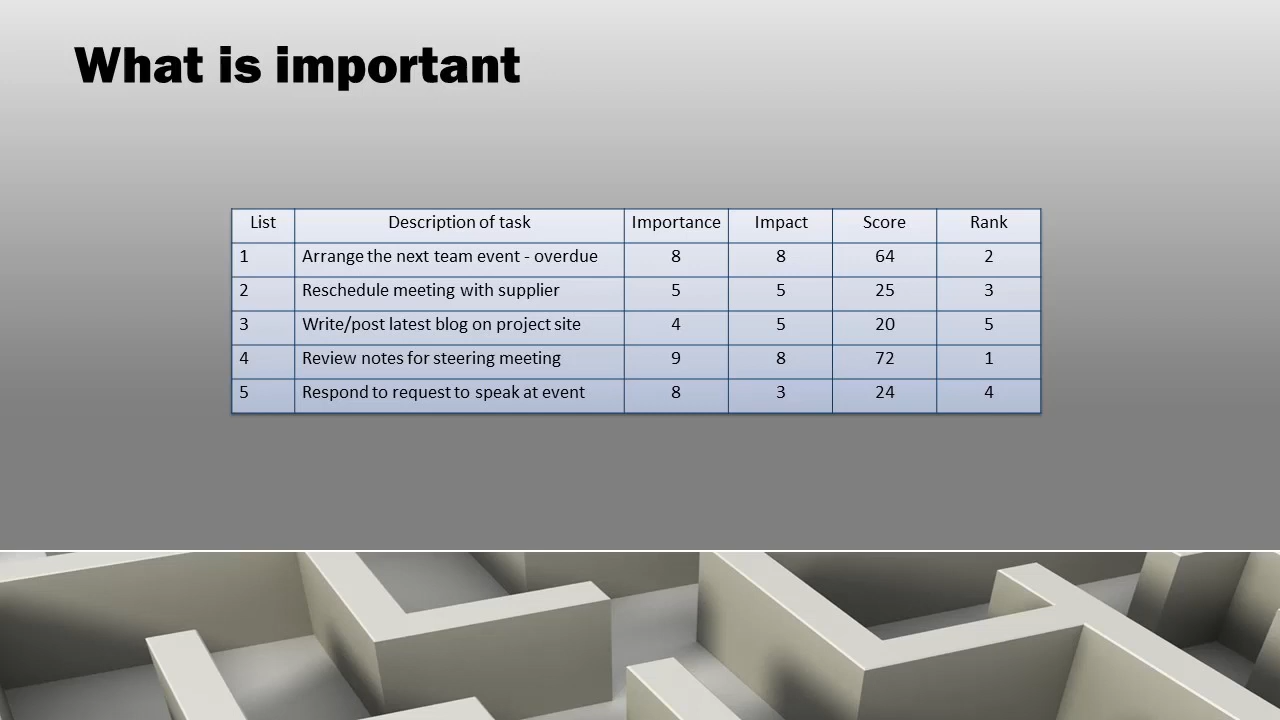 What is important
List Description of task Importance Impact Score Rank
1 Arrange the next team event - overdue 8 8 64 2
2 Reschedule meeting with supplier 5 5 25 3
3 Write/post latest blog on project site 4 5 20 5
4 Review notes for steering meeting 9 8 72 1
5 Respond to request to speak at event 8 3 24 4